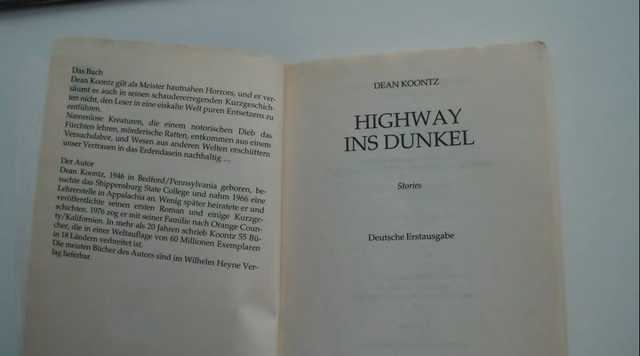 Das Buch
Dean Koontz gilt als Meister hautnahen Horrors, und er ver-
säumt es auch in seinen schaudererregenden Kurzgeschich-
ten nicht, den Leser in eine eiskalte Welt puren Entsetzens zu
entführen.
Namenlose Kreaturen, die einem notorischen Dieb das
Fürchten lehren, mörderische Ratten, entkommen aus einem
Versuchslabor, und Wesen aus anderen Welten erschüttern
unser Vertrauen in das Erdendasein nachhaltig ...
Der Autor
Dean Koontz, 1946 in Bedford/Pennsylvania geboren, be-
suchte das Shippensburg State College und nahm 1966 eine
Lehrerstelle in Appalachia an. Wenig später heiratete er und
veröffentlichte seinen ersten Roman und einige Kurzge-
schichten. 1976 zog er mit seiner Familie nach Orange Coun-
ty/Kalifornien. In mehr als 20 Jahren schrieb Koontz 55 Bü-
cher, die in einer Weltauflage von 60 Millionen Exemplaren
in 18 Ländern verbreitet ist.
Die meisten Bücher des Autors sind im Wilhelm Heyne Ver-
lag lieferbar.
DEAN KOONTZ
HIGHWAY
INS DUNKEL
Stories
Deutsche Erstausgabe